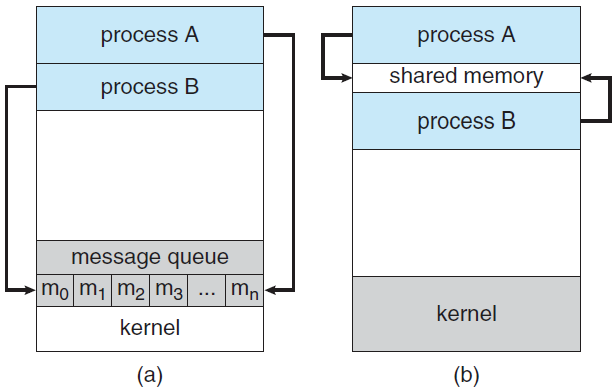 process A
process B
message queue
m0 m1 m2 m3 ... mn
kernel
(a)
process A
shared memory
process B
kernel
(b)